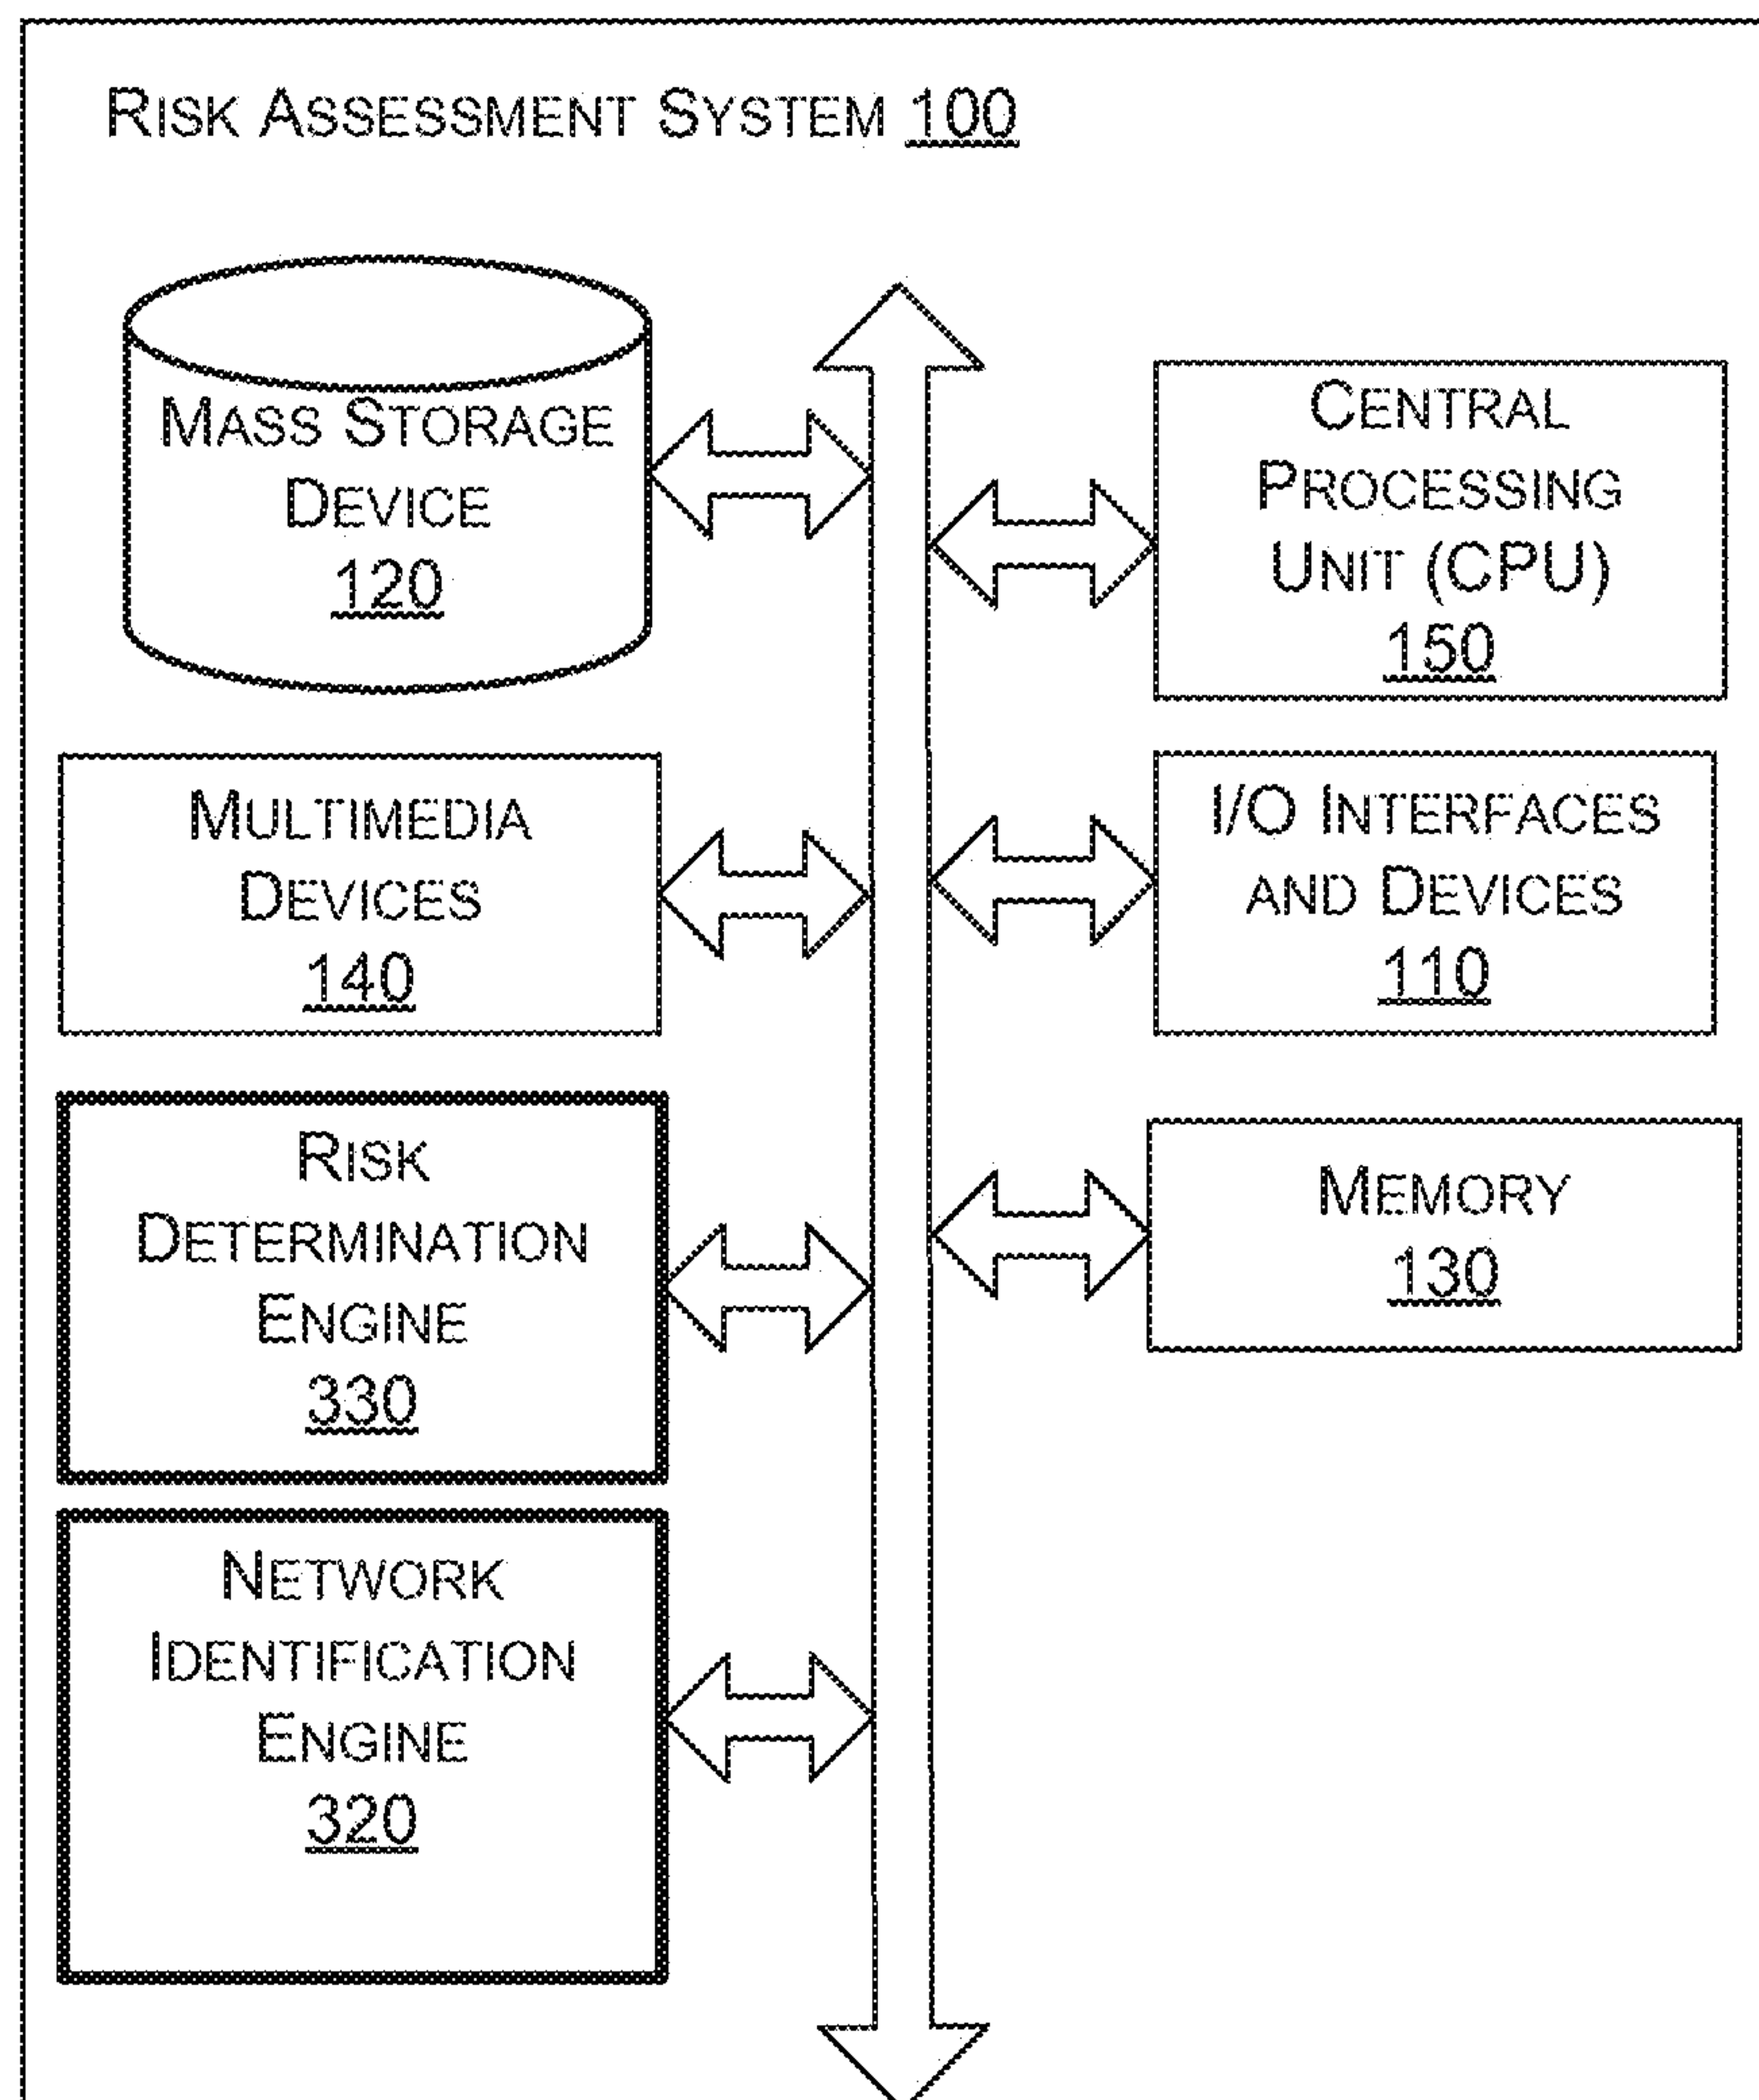 RISK ASSESSMENT SYSTEM 100
MASS STORAGE
DEVICE
120
CENTRAL
PROCESSING
UNIT (CPU)
150
MULTIMEDIA
DEVICES
140
I/O INTERFACES
AND DEVICES
110
RISK
DETERMINATION
ENGINE
330
MEMORY
130
NETWORK
IDENTIFICATION
ENGINE
320